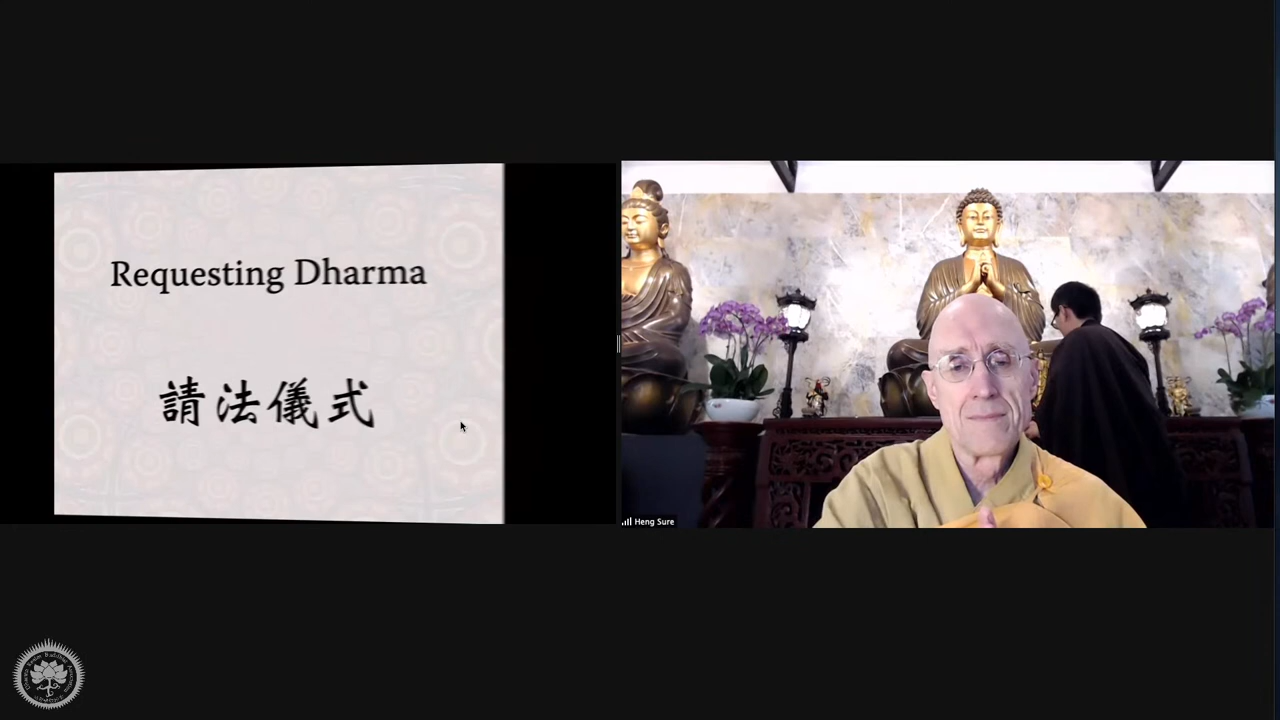 Requesting Dharma
請法儀式
Heng Sure